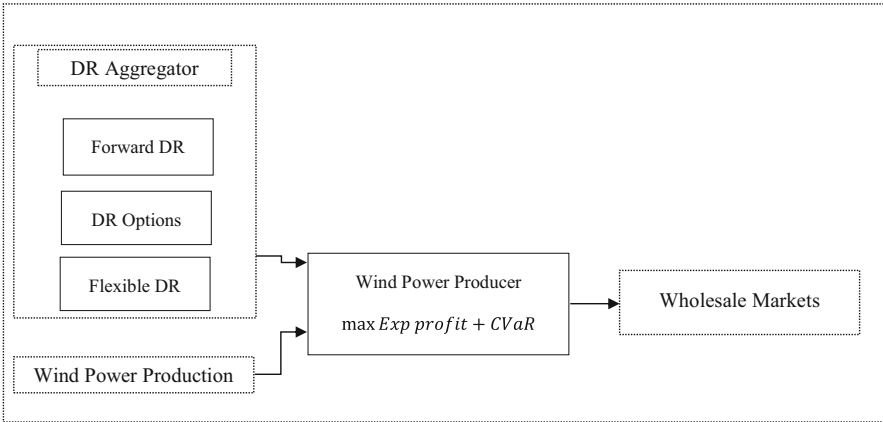 DR Aggregator
Forward DR
DR Options
Flexible DR
Wind Power Production
Wind Power Producer
max Exp profit + CVaR
Wholesale Markets